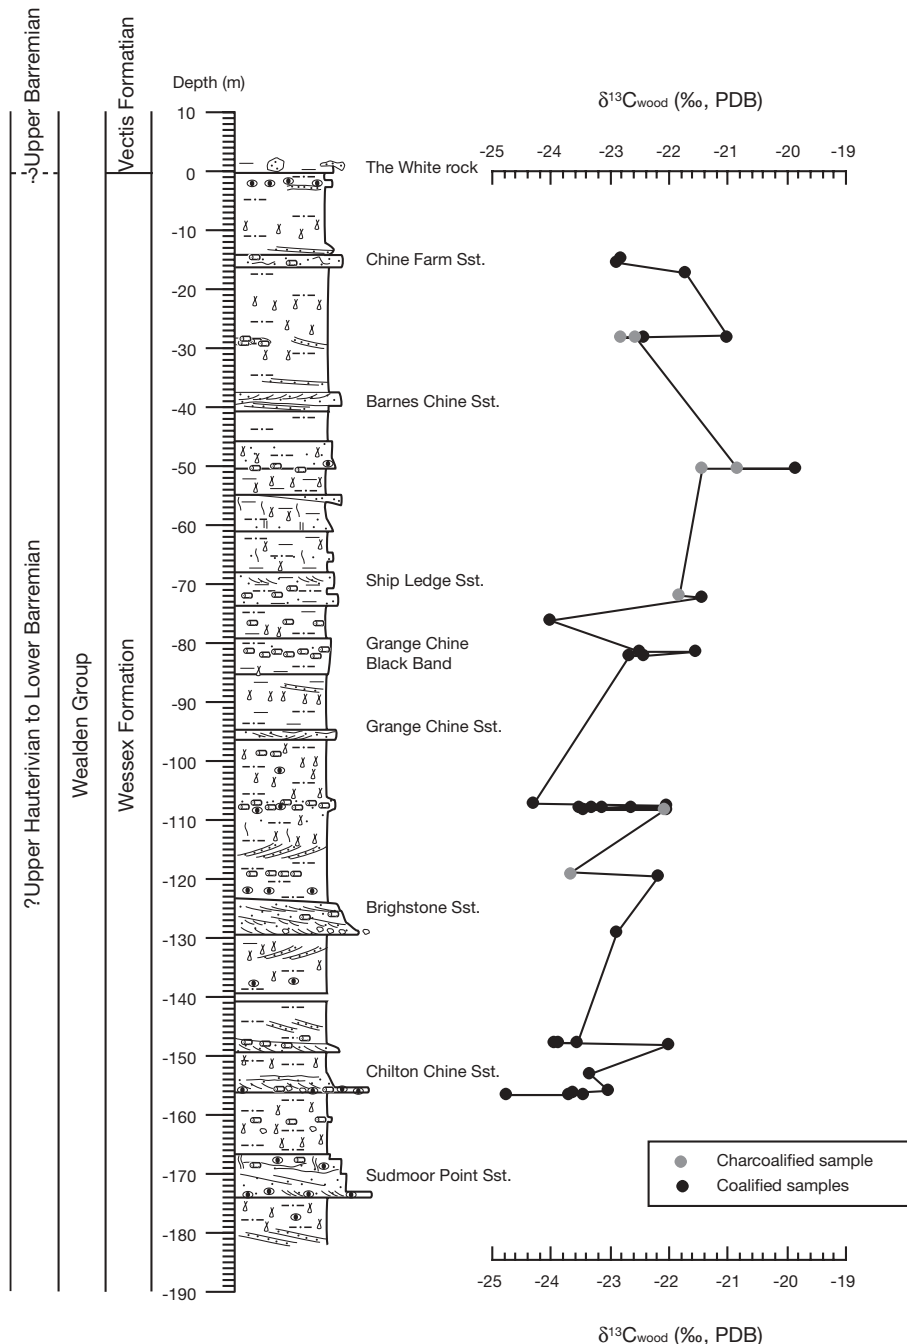 Depth (m)
δ¹³Cwood (‰, PDB)
-25 -24 -23 -22 -21 -20 -19
?Upper Barremian
?
?Upper Hauterivian to Lower Barremian
Wealden Group
Vectis Formation
Wessex Formation
10
0
-10
-20
-30
-40
-50
-60
-70
-80
-90
-100
-110
-120
-130
-140
-150
-160
-170
-180
-190
The White rock
Chine Farm Sst.
Barnes Chine Sst.
Ship Ledge Sst.
Grange Chine
Black Band
Grange Chine Sst.
Brighstone Sst.
Chilton Chine Sst.
Sudmoor Point Sst.
Charcoalified sample
Coalified samples
-25 -24 -23 -22 -21 -20 -19
δ¹³Cwood (‰, PDB)